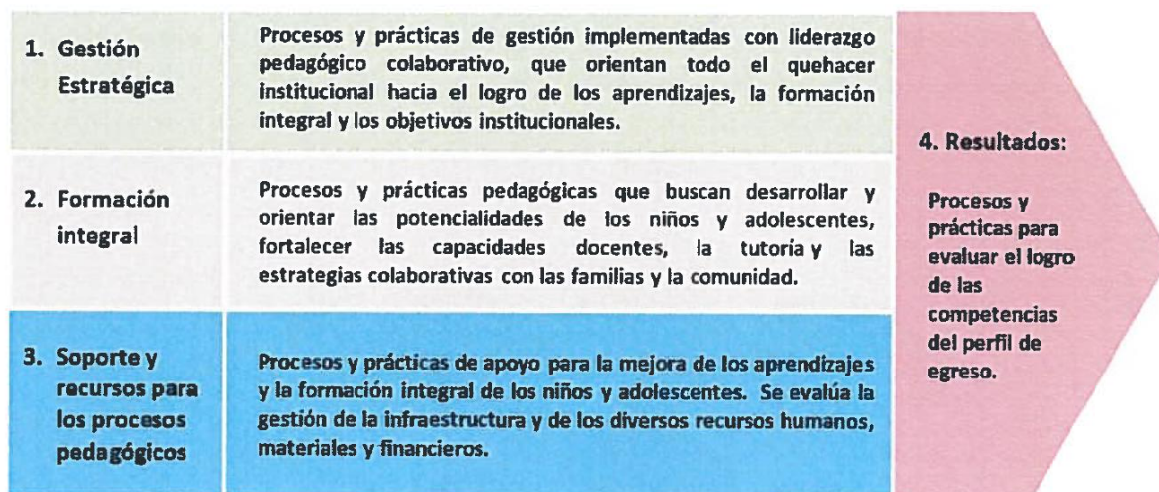 1. Gestión
Estratégica
Procesos y prácticas de gestión implementadas con liderazgo
pedagógico colaborativo, que orientan todo el quehacer
institucional hacia el logro de los aprendizajes, la formación
integral y los objetivos institucionales.
2. Formación
integral
Procesos y prácticas pedagógicas que buscan desarrollar y
orientar las potencialidades de los niños y adolescentes,
fortalecer las capacidades docentes, la tutoría y las
estrategias colaborativas con las familias y la comunidad.
3. Soporte y
recursos para
los procesos
pedagógicos
Procesos y prácticas de apoyo para la mejora de los aprendizajes
y la formación integral de los niños y adolescentes. Se evalúa la
gestión de la infraestructura y de los diversos recursos humanos,
materiales y financieros.
4. Resultados:
Procesos y
prácticas para
evaluar el logro
de las
competencias
del perfil de
egreso.